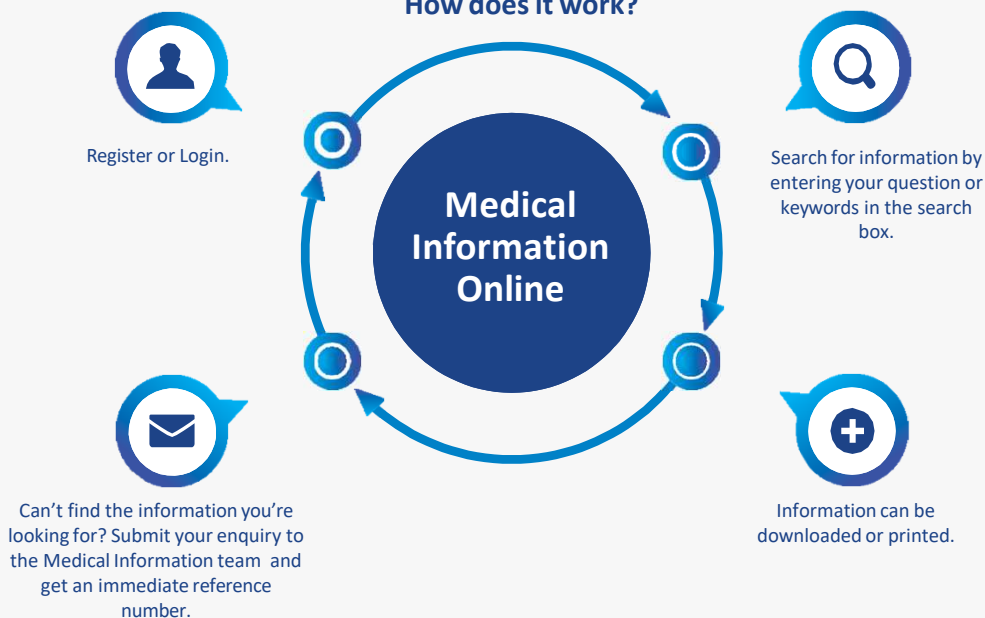 How does it work?
Register or Login.
Search for information by
entering your question or
keywords in the search
box.
Medical
Information
Online
Can’t find the information you’re
looking for? Submit your enquiry to
the Medical Information team and
get an immediate reference
number.
Information can be
downloaded or printed.